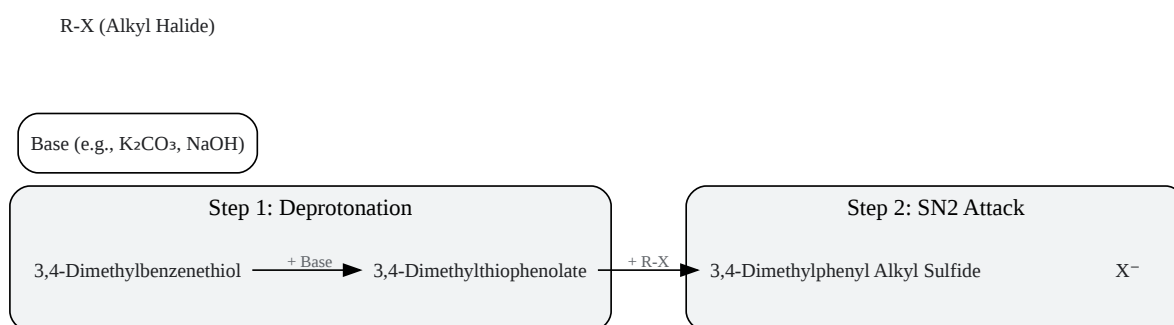 R-X (Alkyl Halide)
Base (e.g., K₂CO₃, NaOH)
Step 1: Deprotonation
Step 2: SN2 Attack
3,4-Dimethylbenzenethiol
+ Base
3,4-Dimethylthiophenolate
+ R-X
3,4-Dimethylphenyl Alkyl Sulfide
X⁻